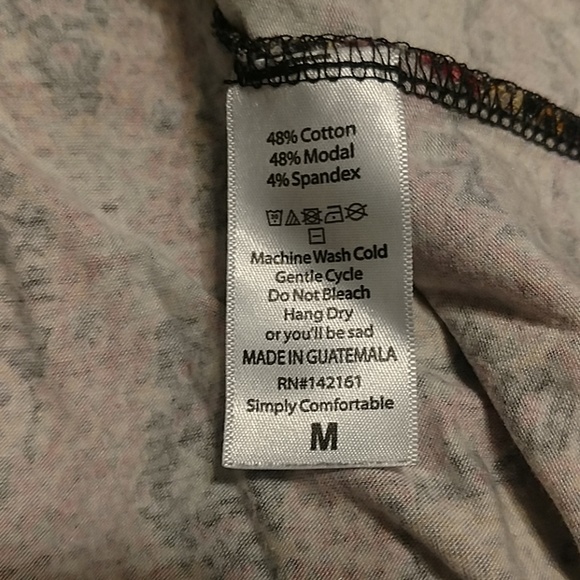 48% Cotton
48% Modal
4% Spandex
30
Machine Wash Cold
Gentle Cycle
Do Not Bleach
Hang Dry
or you'll be sad
MADE IN GUATEMALA
RN#142161
Simply Comfortable
M